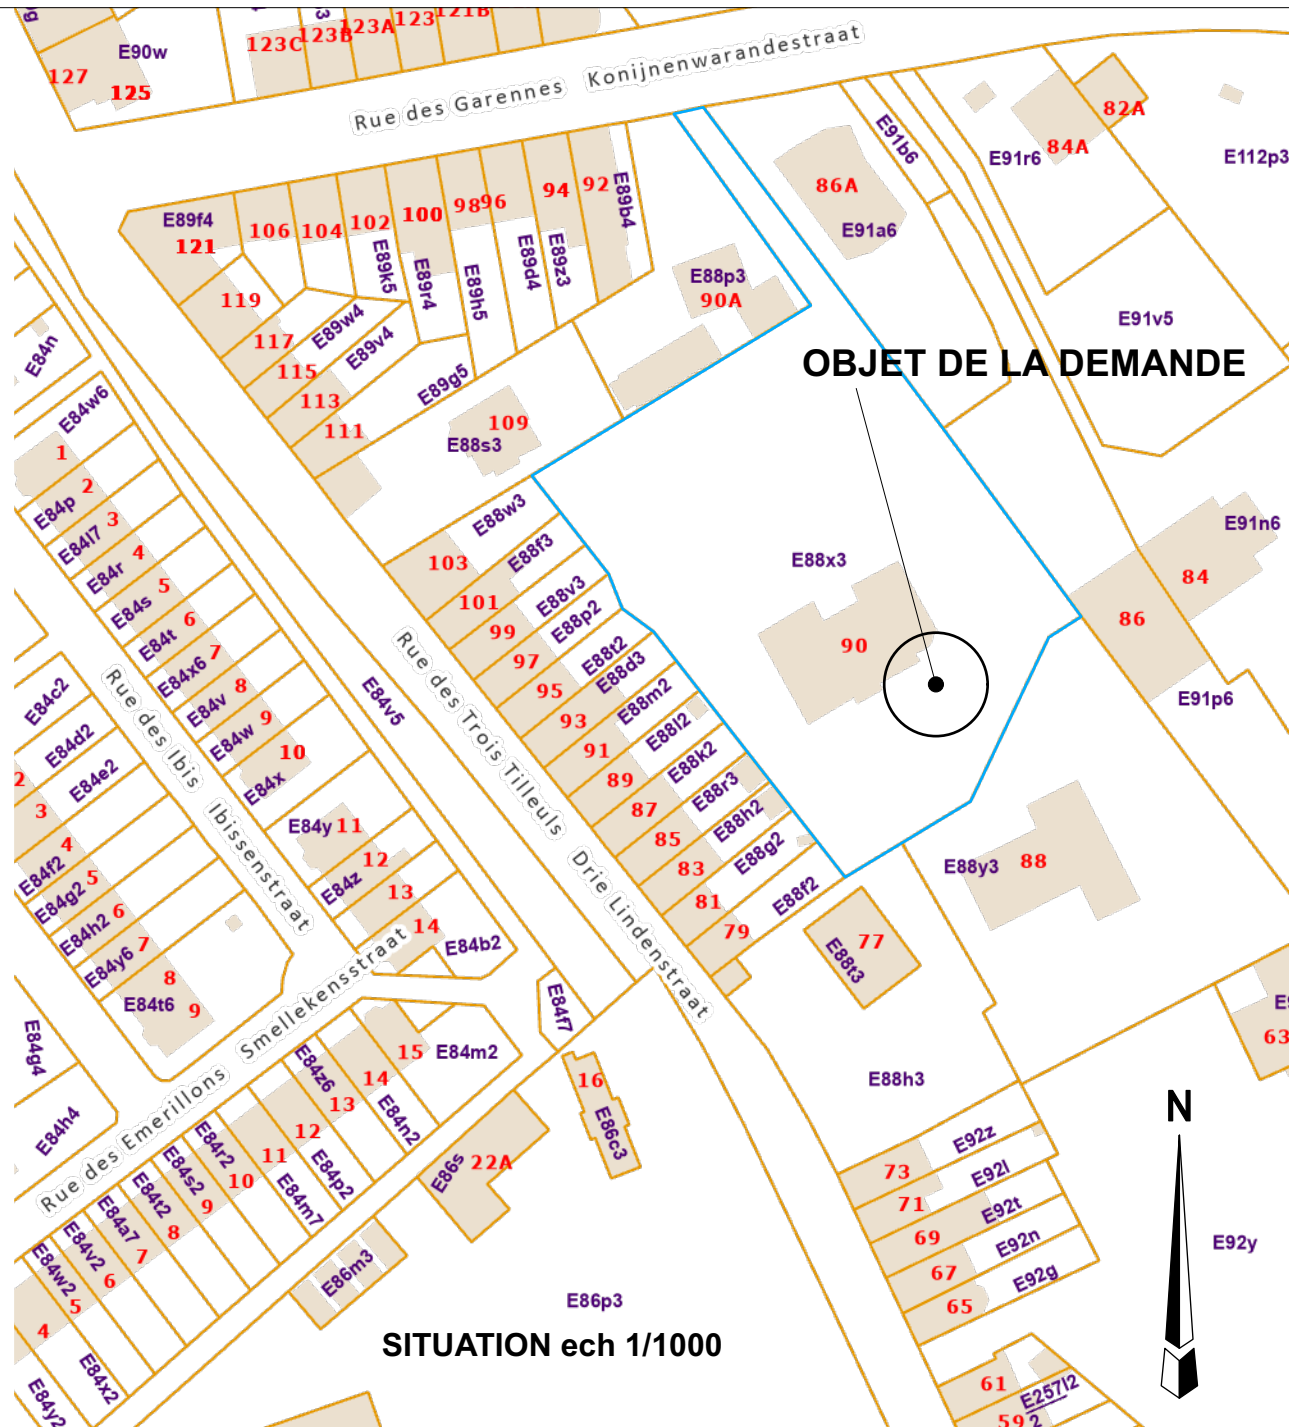 E90w
127
125
123C
123B
123A
123
121B
Rue des Garennes Konijnenwarandestraat
82A
84A
E91r6
E112p3
E91b6
86A
E91a6
E91v5
E89f4
121
106
104
102
100
98
96
94
92
E89b4
E89k5
E89r4
E89h5
E89d4
E89z3
E88p3
90A
119
117
115
113
111
E89w4
E89v4
E89g5
109
E88s3
OBJET DE LA DEMANDE
E84n
E84w6
1
2
3
4
5
6
7
8
9
10
E84p
E84l7
E84r
E84s
E84t
E84x6
E84v
E84w
E84x
E84v5
E84y
11
12
E84z
13
14
E84b2
Rue des Ibis Ibissenstraat
E84c2
E84d2
E84e2
2
3
4
5
6
7
8
9
E84f2
E84g2
E84h2
E84y6
E84t6
E84g4
E84h4
Rue des Trois Tilleuls Drie Lindenstraat
103
101
99
97
95
93
91
89
87
85
83
81
79
E88w3
E88f3
E88v3
E88p2
E88t2
E88d3
E88m2
E88l2
E88k2
E88r3
E88h2
E88g2
E88f2
E88x3
90
E91n6
84
86
E91p6
E88y3
88
77
E88t3
63
E88h3
Rue des Emerillons Smellekensstraat
E84f7
E84m2
15
14
13
12
11
10
9
8
7
6
5
4
E84z6
E84n2
E84p2
E84m7
E84r2
E84s2
E84t2
E84a7
E84v2
E84w2
E84x2
E84y2
16
E86c3
22A
E86s
E86m3
E86p3
SITUATION ech 1/1000
73
71
69
67
65
E92z
E92l
E92t
E92n
E92g
E92y
N
61
E257l2
59